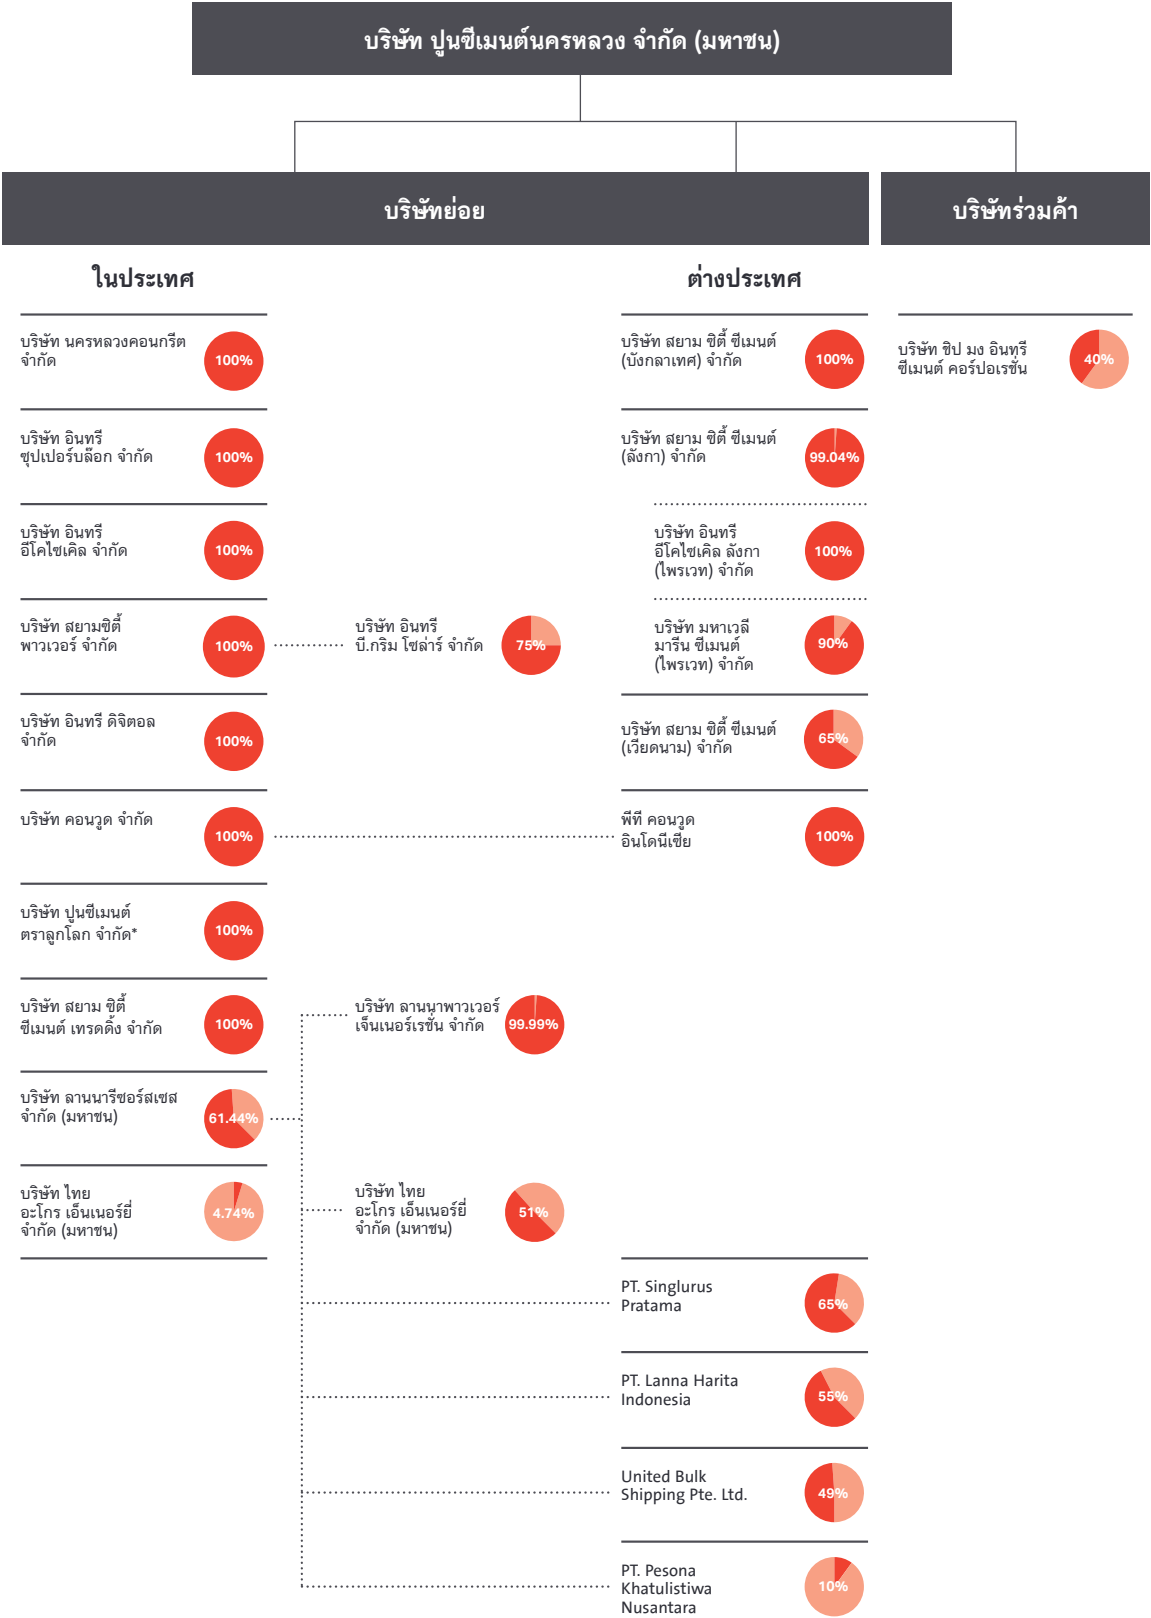 บริษัท ปูนซีเมนต์นครหลวง จำกัด (มหาชน)
บริษัทย่อย
บริษัทร่วมค้า
ในประเทศ
ต่างประเทศ
บริษัท นครหลวงคอนกรีต
จำกัด
100%
บริษัท อินทรี
ซุปเปอร์บล๊อก จำกัด
100%
บริษัท อินทรี
อีโคไซเคิล จำกัด
100%
บริษัท สยามซิตี้
พาวเวอร์ จำกัด
100%
บริษัท อินทรี
บี.กริม โซล่าร์ จำกัด
75%
บริษัท อินทรี ดิจิตอล
จำกัด
100%
บริษัท คอนวูด จำกัด
100%
บริษัท ปูนซีเมนต์
ตราลูกโลก จำกัด*
100%
บริษัท สยาม ซิตี้
ซีเมนต์ เทรดดิ้ง จำกัด
100%
บริษัท ลานนารีซอร์สเซส
จำกัด (มหาชน)
61.44%
บริษัท ไทย
อะโกร เอ็นเนอร์ยี่
จำกัด (มหาชน)
4.74%
บริษัท ลานนาพาวเวอร์
เจ็นเนอร์เรชั่น จำกัด
99.99%
บริษัท ไทย
อะโกร เอ็นเนอร์ยี่
จำกัด (มหาชน)
51%
บริษัท สยาม ซิตี้ ซีเมนต์
(บังกลาเทศ) จำกัด
100%
บริษัท สยาม ซิตี้ ซีเมนต์
(ลังกา) จำกัด
99.04%
บริษัท อินทรี
อีโคไซเคิล ลังกา
(ไพรเวท) จำกัด
100%
บริษัท มหาเวลี
มารีน ซีเมนต์
(ไพรเวท) จำกัด
90%
บริษัท สยาม ซิตี้ ซีเมนต์
(เวียดนาม) จำกัด
65%
พีที คอนวูด
อินโดนีเซีย
100%
PT. Singlurus
Pratama
65%
PT. Lanna Harita
Indonesia
55%
United Bulk
Shipping Pte. Ltd.
49%
PT. Pesona
Khatulistiwa
Nusantara
10%
บริษัท ชิป มง อินทรี
ซีเมนต์ คอร์ปอเรชั่น
40%